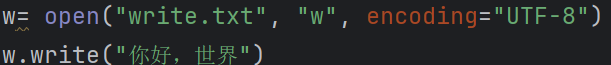 w= open("write.txt", "w", encoding="UTF-8")
w.write("你好，世界")